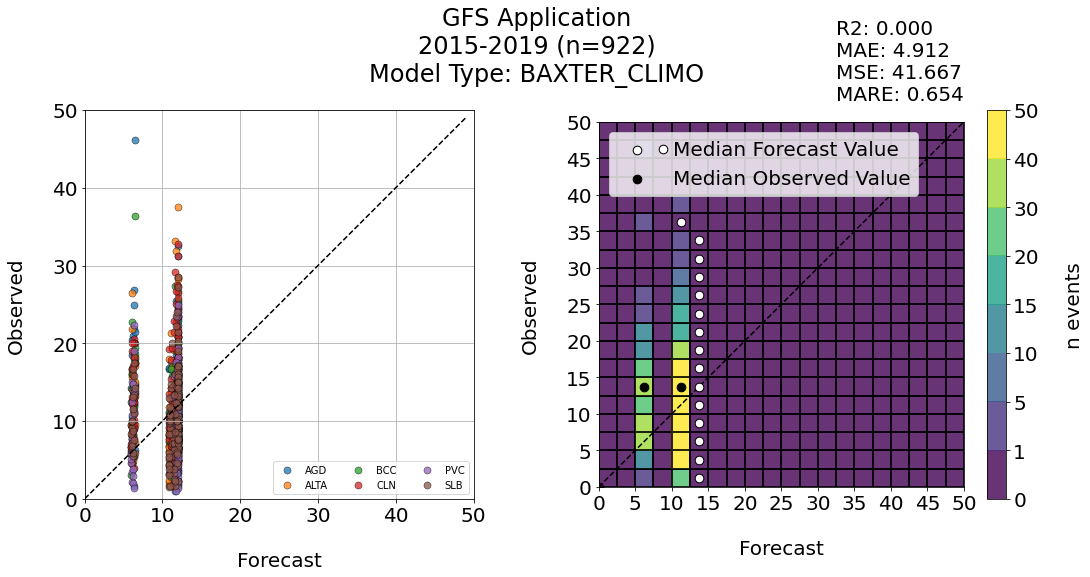 GFS Application
2015-2019 (n=922)
Model Type: BAXTER_CLIMO
R2: 0.000
MAE: 4.912
MSE: 41.667
MARE: 0.654
Observed
50
40
30
20
10
0
0 10 20 30 40 50
Forecast
AGD BCC PVC
ALTA CLN SLB
Observed
50
45
40
35
30
25
20
15
10
5
0
0 5 10 15 20 25 30 35 40 45 50
Forecast
Median Forecast Value
Median Observed Value
50
40
30
20
15
10
5
1
0
n events